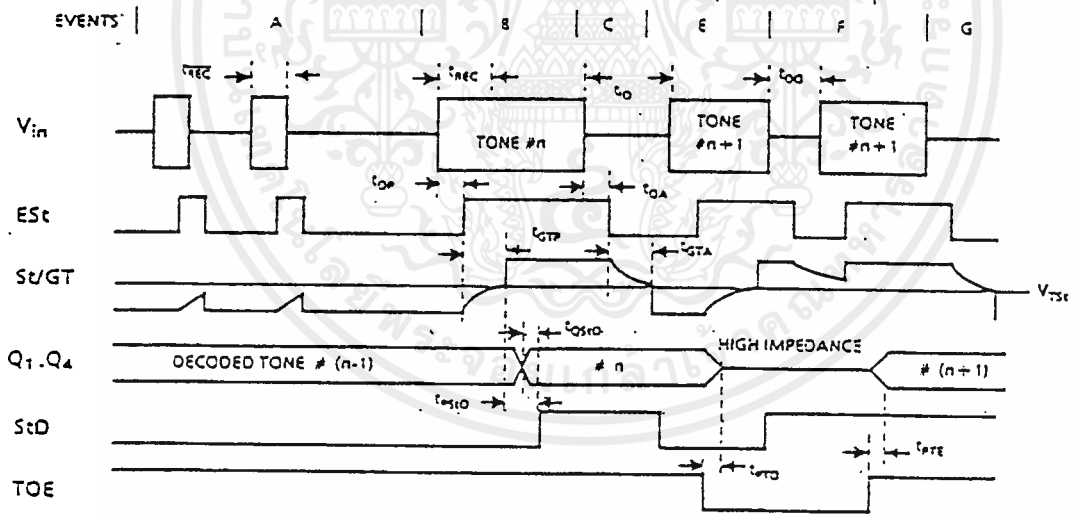 EVENTS A B C E F G
tREC tREC tO tDO
Vin TONE #n TONE #n+1 TONE #n+1
tDP tDA
ESt
tGTP tGTA
St/GT VTSt
tQStD HIGH IMPEDANCE
Q1.Q4 DECODED TONE # (n-1) # n # (n+1)
tPStD
StD
tPTD tPTE
TOE